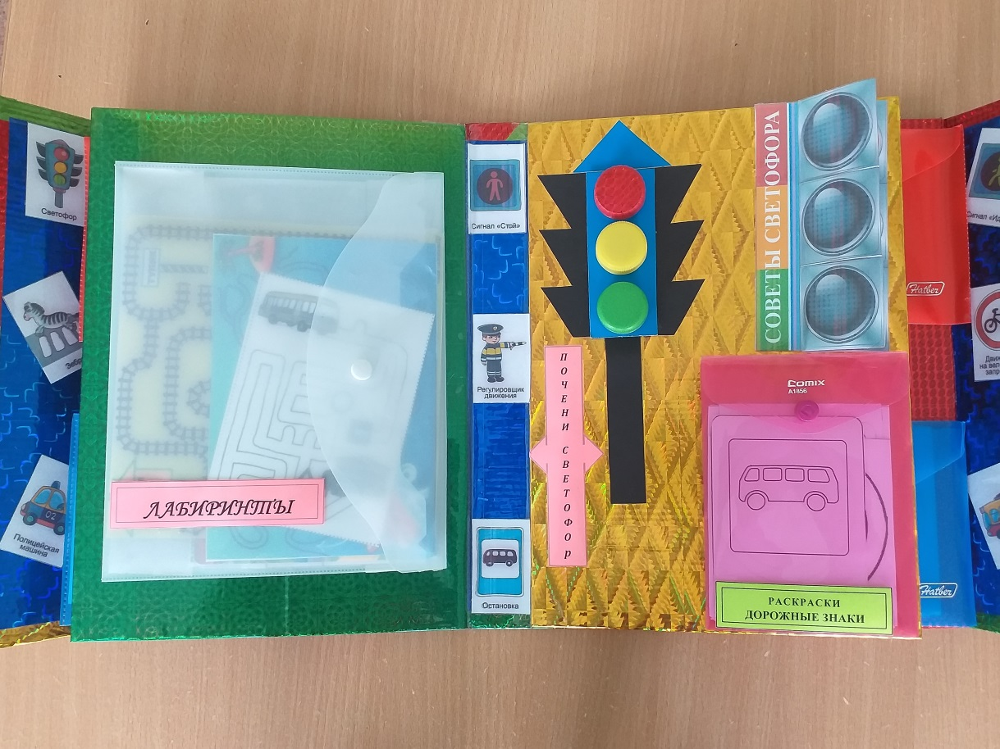 Светофор
Полицейская
машина
ЛАБИРИНТЫ
Сигнал «Стой»
Регулировщик
движения
Остановка
ПОЧЕНИ СВЕТОФОР
СОВЕТЫ СВЕТОФОРА
Comix
A1856
РАСКРАСКИ
ДОРОЖНЫЕ ЗНАКИ
Hatber
Hatber
02